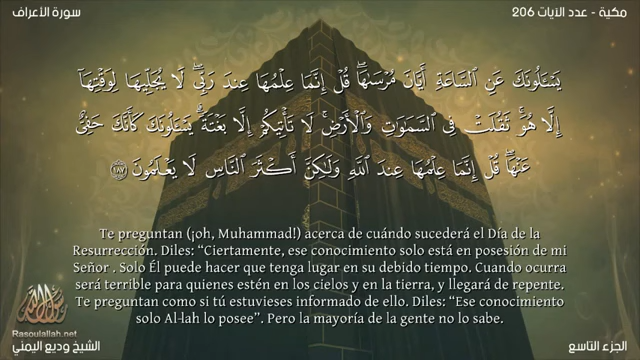 مكية - عدد الآيات 206
سورة الأعراف
يَسْـَٔلُونَكَ عَنِ ٱلسَّاعَةِ أَيَّانَ مُرْسَىٰهَا ۖ قُلْ إِنَّمَا عِلْمُهَا عِندَ رَبِّى ۖ لَا يُجَلِّيهَا لِوَقْتِهَآ
إِلَّا هُوَ ۚ ثَقُلَتْ فِى ٱلسَّمَـٰوَٰتِ وَٱلْأَرْضِ ۚ لَا تَأْتِيكُمْ إِلَّا بَغْتَةً ۗ يَسْـَٔلُونَكَ كَأَنَّكَ حَفِىٌّ
عَنْهَا ۖ قُلْ إِنَّمَا عِلْمُهَا عِندَ ٱللَّهِ وَلَـٰكِنَّ أَكْثَرَ ٱلنَّاسِ لَا يَعْلَمُونَ ١٨٧
Te preguntan (¡oh, Muhammad!) acerca de cuándo sucederá el Día de la
Resurrección. Diles: “Ciertamente, ese conocimiento solo está en posesión de mi
Señor . Solo Él puede hacer que tenga lugar en su debido tiempo. Cuando ocurra
será terrible para quienes estén en los cielos y en la tierra, y llegará de repente.
Te preguntan como si tú estuvieses informado de ello. Diles: “Ese conocimiento
solo Al-lah lo posee”. Pero la mayoría de la gente no lo sabe.
Rasoulallah.net
الجزء التاسع
الشيخ وديع اليمني